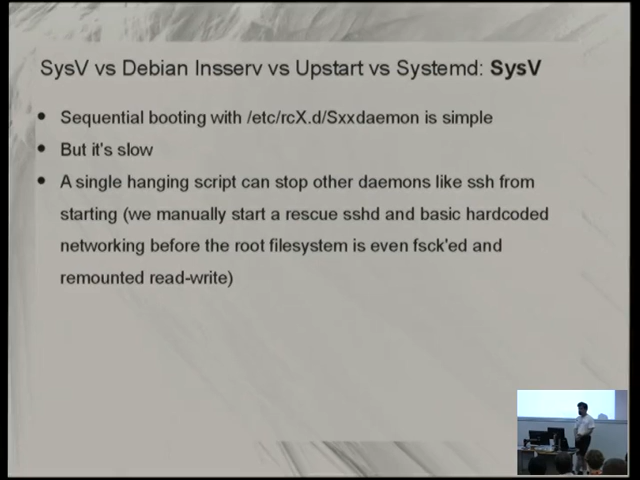 SysV vs Debian Insserv vs Upstart vs Systemd: SysV
• Sequential booting with /etc/rcX.d/Sxxdaemon is simple
• But it's slow
• A single hanging script can stop other daemons like ssh from
starting (we manually start a rescue sshd and basic hardcoded
networking before the root filesystem is even fsck'ed and
remounted read-write)